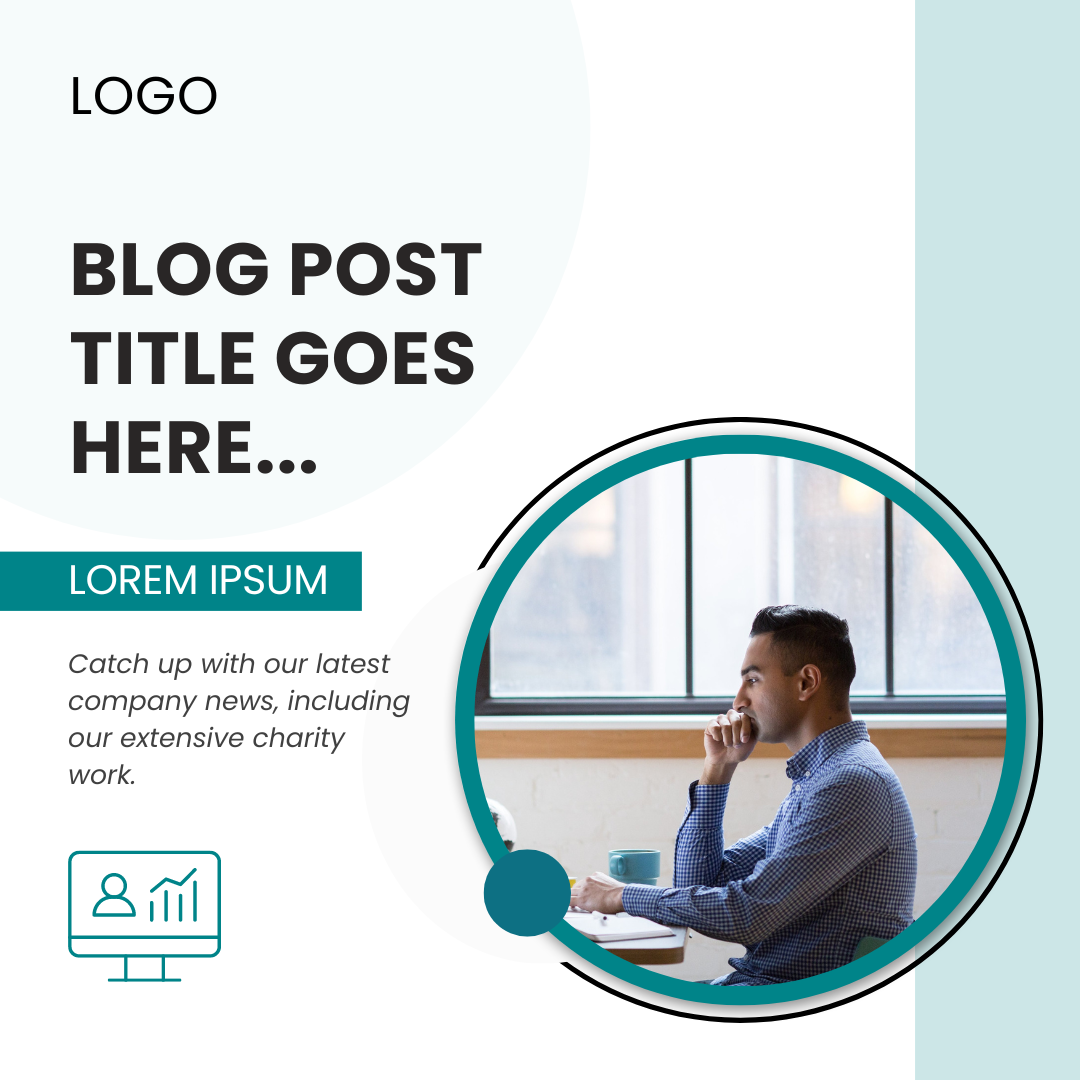 LOGO
BLOG POST
TITLE GOES
HERE...
LOREM IPSUM
Catch up with our latest
company news, including
our extensive charity
work.